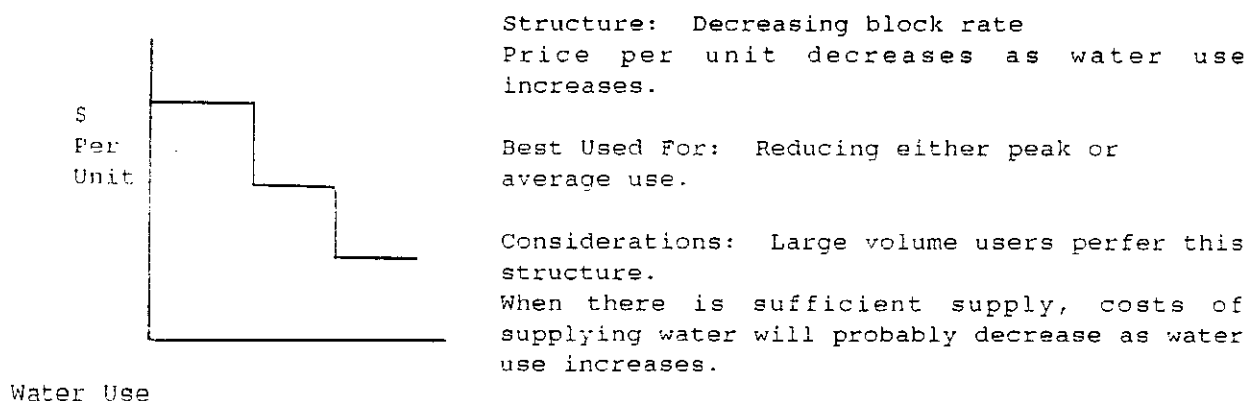 Structure: Decreasing block rate
Price per unit decreases as water use
increases.
$
Per
Unit
Best Used For: Reducing either peak or
average use.
Considerations: Large volume users perfer this
structure.
When there is sufficient supply, costs of
supplying water will probably decrease as water
use increases.
Water Use